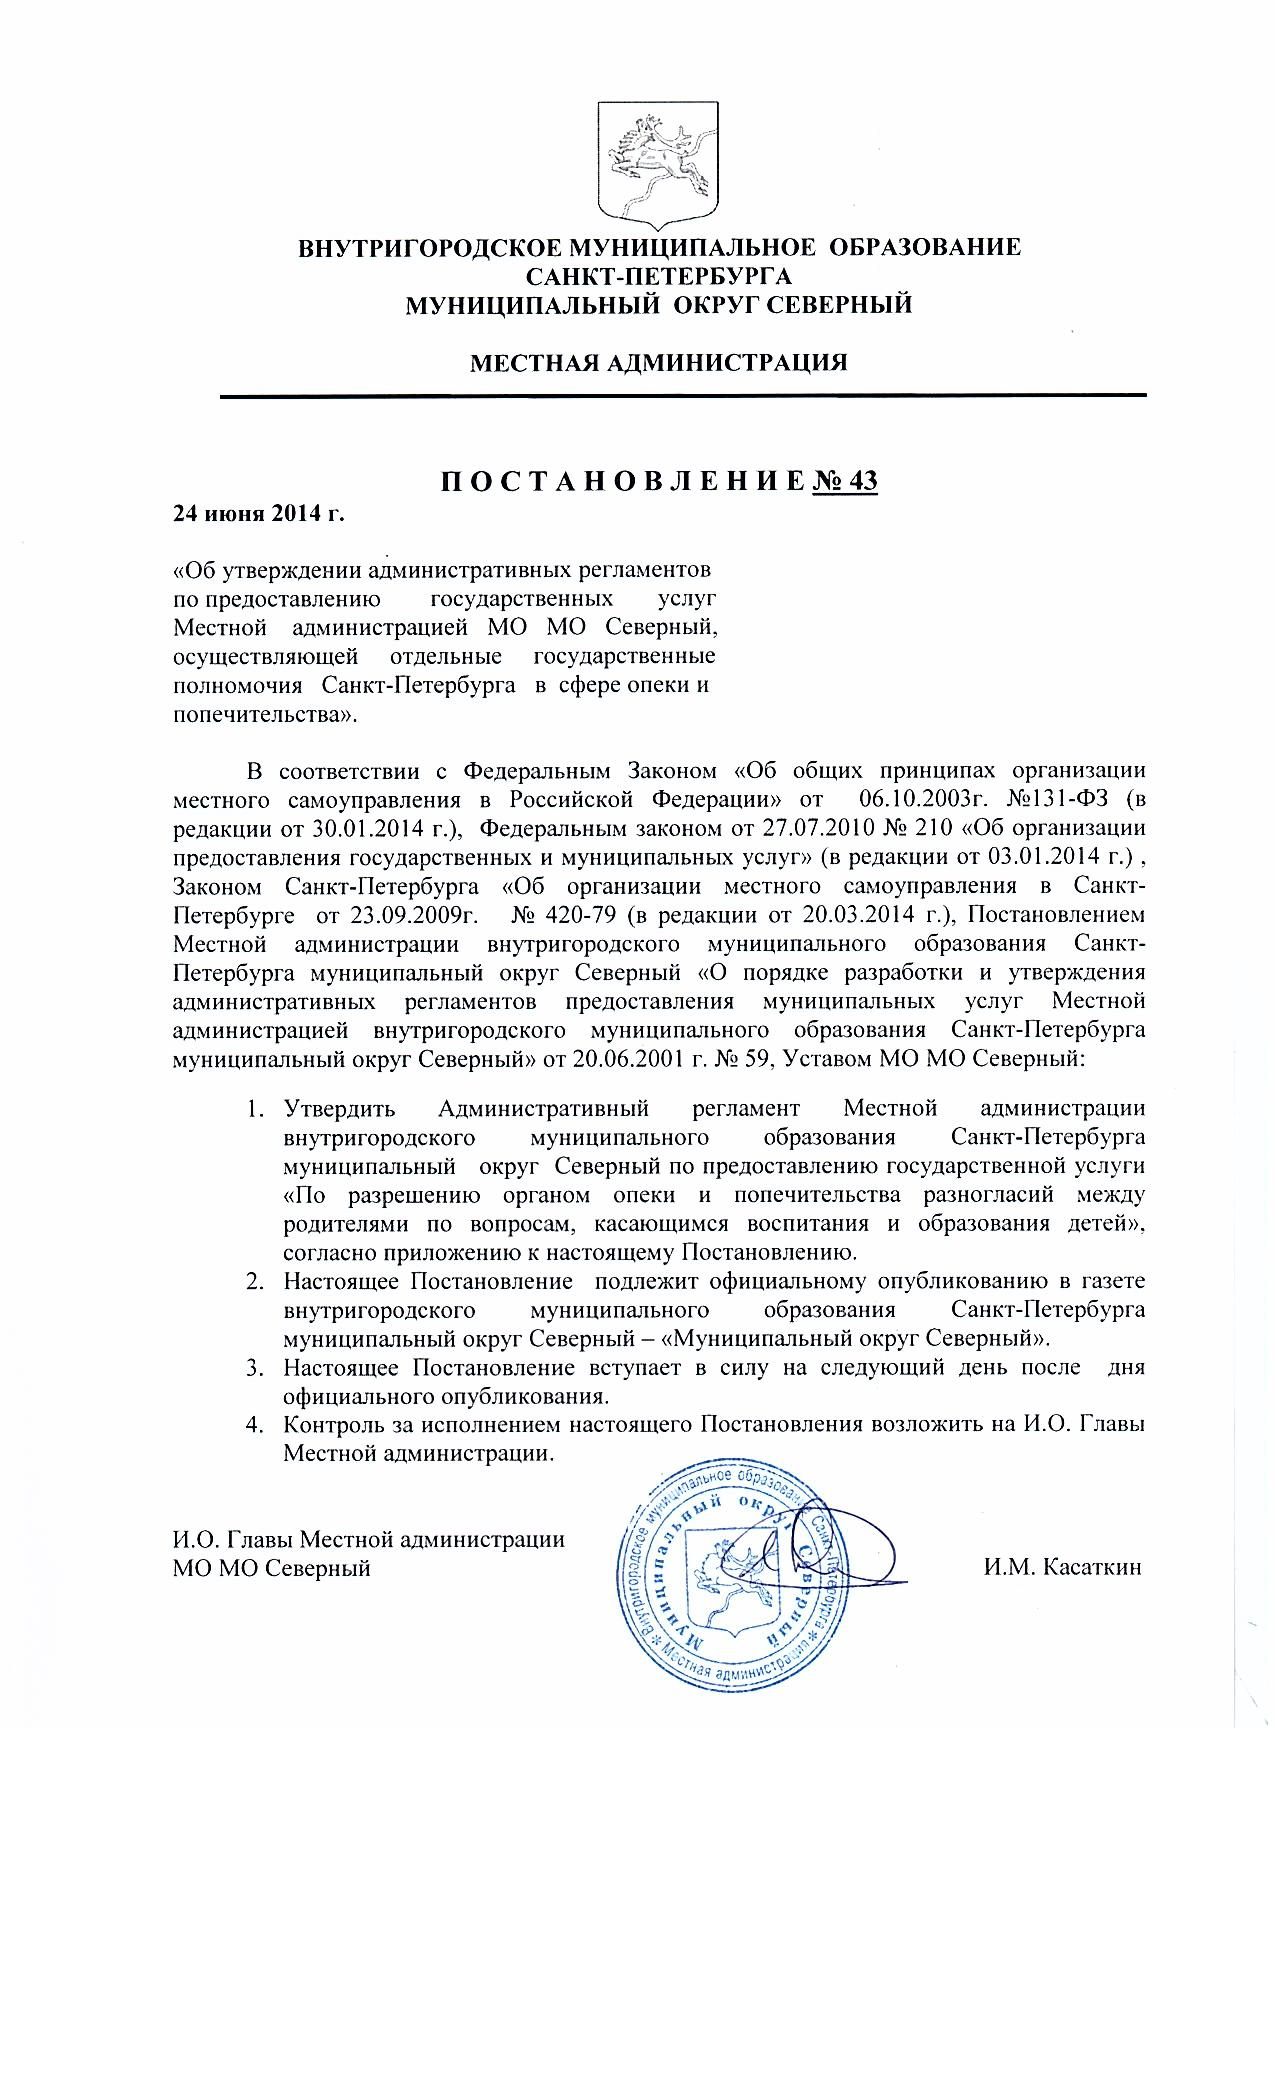 ВНУТРИГОРОДСКОЕ МУНИЦИПАЛЬНОЕ ОБРАЗОВАНИЕ
САНКТ-ПЕТЕРБУРГА
МУНИЦИПАЛЬНЫЙ ОКРУГ СЕВЕРНЫЙ
МЕСТНАЯ АДМИНИСТРАЦИЯ
П О С Т А Н О В Л Е Н И Е № 43
24 июня 2014 г.
«Об утверждении административных регламентов
по предоставлению государственных услуг
Местной администрацией МО МО Северный,
осуществляющей отдельные государственные
полномочия Санкт-Петербурга в сфере опеки и
попечительства».
В соответствии с Федеральным Законом «Об общих принципах организации
местного самоуправления в Российской Федерации» от 06.10.2003г. №131-ФЗ (в
редакции от 30.01.2014 г.), Федеральным законом от 27.07.2010 № 210 «Об организации
предоставления государственных и муниципальных услуг» (в редакции от 03.01.2014 г.) ,
Законом Санкт-Петербурга «Об организации местного самоуправления в Санкт-
Петербурге от 23.09.2009г. № 420-79 (в редакции от 20.03.2014 г.), Постановлением
Местной администрации внутригородского муниципального образования Санкт-
Петербурга муниципальный округ Северный «О порядке разработки и утверждения
административных регламентов предоставления муниципальных услуг Местной
администрацией внутригородского муниципального образования Санкт-Петербурга
муниципальный округ Северный» от 20.06.2001 г. № 59, Уставом МО МО Северный:
1. Утвердить Административный регламент Местной администрации
внутригородского муниципального образования Санкт-Петербурга
муниципальный округ Северный по предоставлению государственной услуги
«По разрешению органом опеки и попечительства разногласий между
родителями по вопросам, касающимся воспитания и образования детей»,
согласно приложению к настоящему Постановлению.
2. Настоящее Постановление подлежит официальному опубликованию в газете
внутригородского муниципального образования Санкт-Петербурга
муниципальный округ Северный – «Муниципальный округ Северный».
3. Настоящее Постановление вступает в силу на следующий день после дня
официального опубликования.
4. Контроль за исполнением настоящего Постановления возложить на И.О. Главы
Местной администрации.
И.О. Главы Местной администрации
МО МО Северный И.М. Касаткин
Внутригородское муниципальное образование Санкт-Петербурга
* Местная администрация *
Муниципальный округ Северный